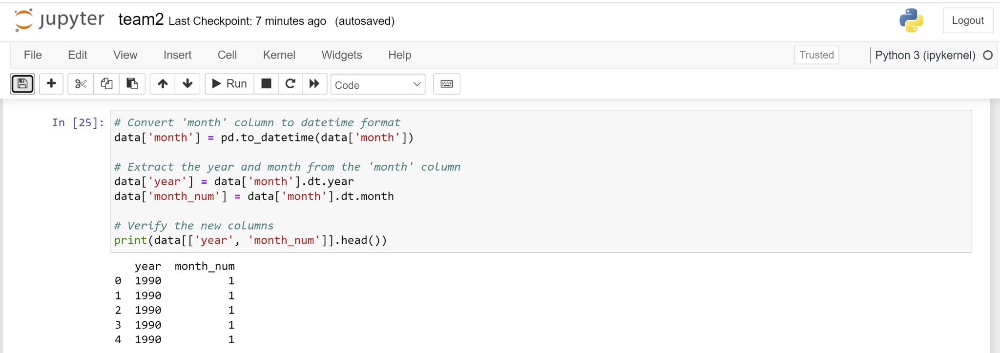 jupyter team2 Last Checkpoint: 7 minutes ago (autosaved) Logout
File Edit View Insert Cell Kernel Widgets Help Trusted Python 3 (ipykernel)
Run Code
In [25]: # Convert 'month' column to datetime format
data['month'] = pd.to_datetime(data['month'])
# Extract the year and month from the 'month' column
data['year'] = data['month'].dt.year
data['month_num'] = data['month'].dt.month
# Verify the new columns
print(data[['year', 'month_num']].head())
year month_num
0 1990 1
1 1990 1
2 1990 1
3 1990 1
4 1990 1